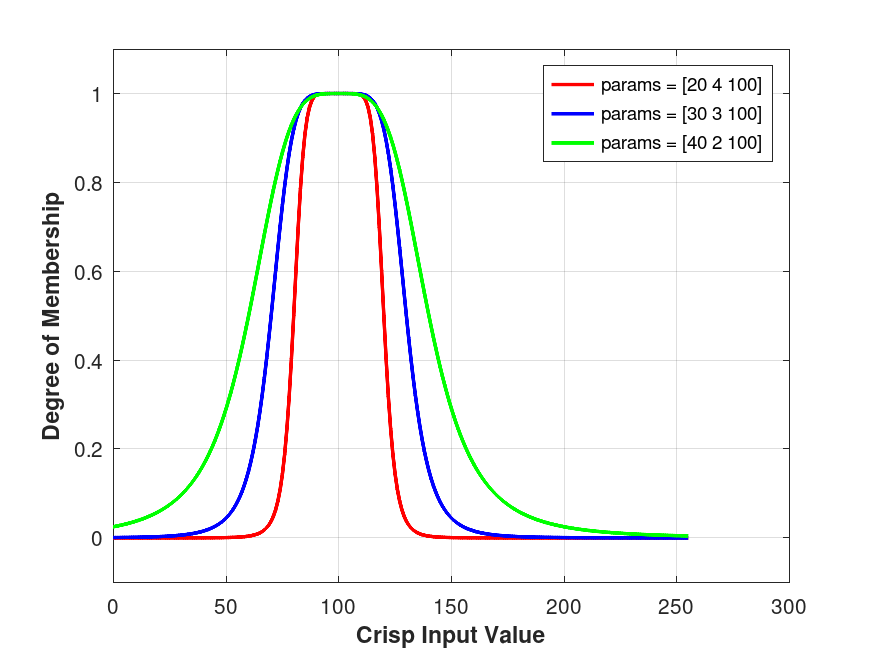 params = [20 4 100]
params = [30 3 100]
params = [40 2 100]
1
0.8
0.6
0.4
0.2
0
Degree of Membership
0 50 100 150 200 250 300
Crisp Input Value